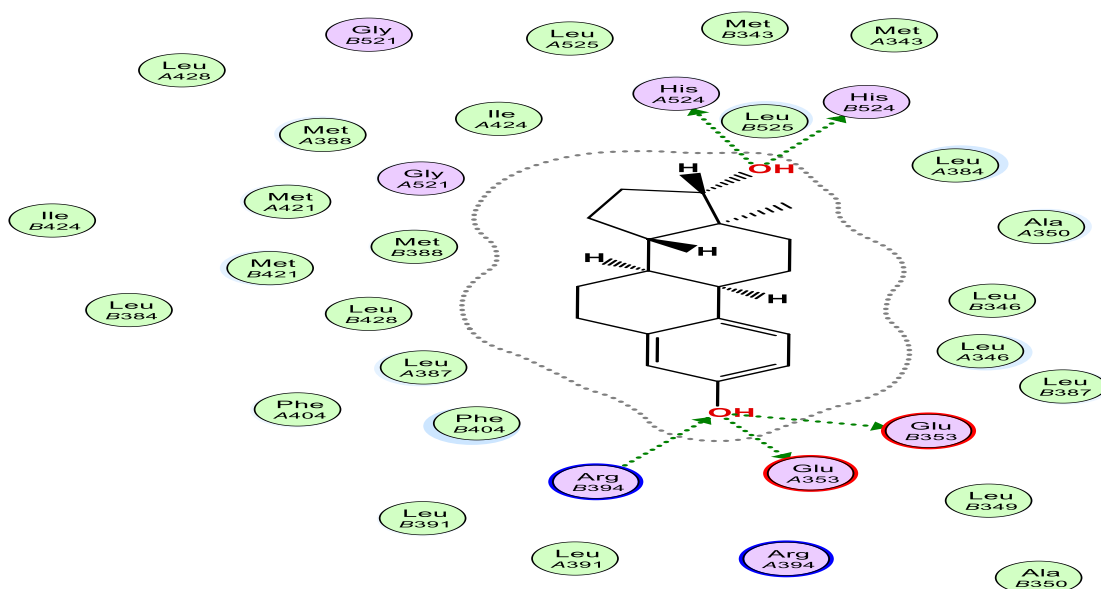 Gly
B521
Leu
A525
Met
B343
Met
A343
Leu
A428
His
A524
His
B524
Ile
A424
Leu
B525
Met
A388
Leu
A384
H
OH
Gly
A521
Met
A421
Ile
B424
Ala
A350
Met
B388
H
H
Met
B421
H
Leu
B384
Leu
B428
Leu
B346
Leu
A346
Leu
A387
Leu
B387
Phe
A404
Phe
B404
OH
Glu
B353
Glu
A353
Arg
B394
Leu
B349
Leu
B391
Leu
A391
Arg
A394
Ala
B350